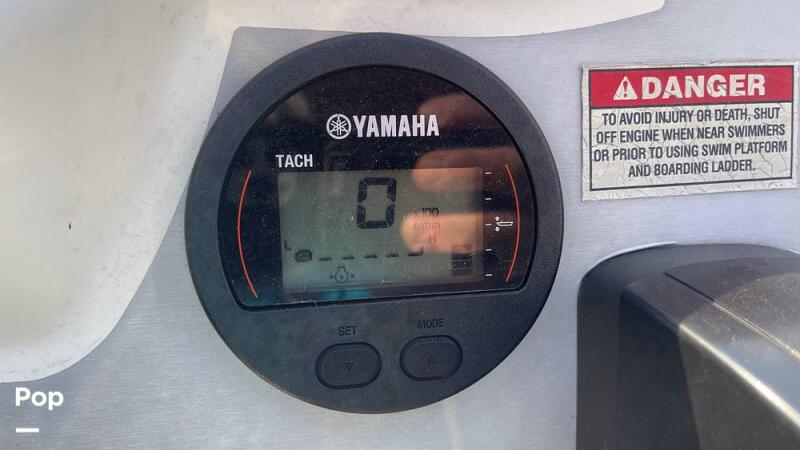 YAMAHA
TACH
0
x100
r/min
L
H
SET
MODE
DANGER
TO AVOID INJURY OR DEATH, SHUT
OFF ENGINE WHEN NEAR SWIMMERS
OR PRIOR TO USING SWIM PLATFORM
AND BOARDING LADDER.
Pop